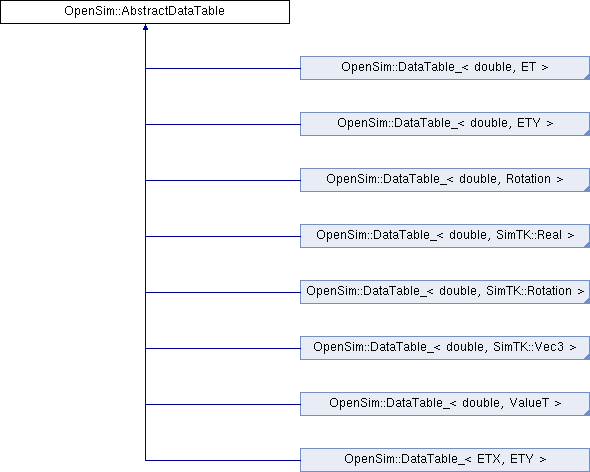 OpenSim::AbstractDataTable
OpenSim::DataTable_< double, ET >
OpenSim::DataTable_< double, ETY >
OpenSim::DataTable_< double, Rotation >
OpenSim::DataTable_< double, SimTK::Real >
OpenSim::DataTable_< double, SimTK::Rotation >
OpenSim::DataTable_< double, SimTK::Vec3 >
OpenSim::DataTable_< double, ValueT >
OpenSim::DataTable_< ETX, ETY >